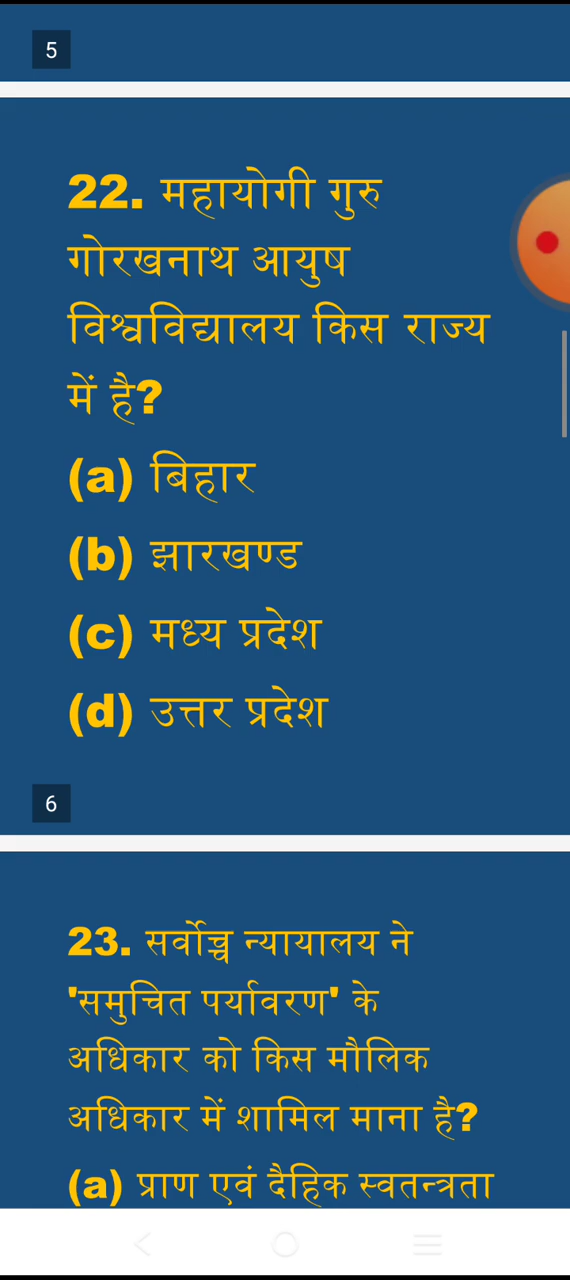 5
22. महायोगी गुरु
गोरखनाथ आयुष
विश्वविद्यालय किस राज्य
में है?
(a) बिहार
(b) झारखण्ड
(c) मध्य प्रदेश
(d) उत्तर प्रदेश
6
23. सर्वोच्च न्यायालय ने
'समुचित पर्यावरण' के
अधिकार को किस मौलिक
अधिकार में शामिल माना है?
(a) प्राण एवं दैहिक स्वतन्त्रता